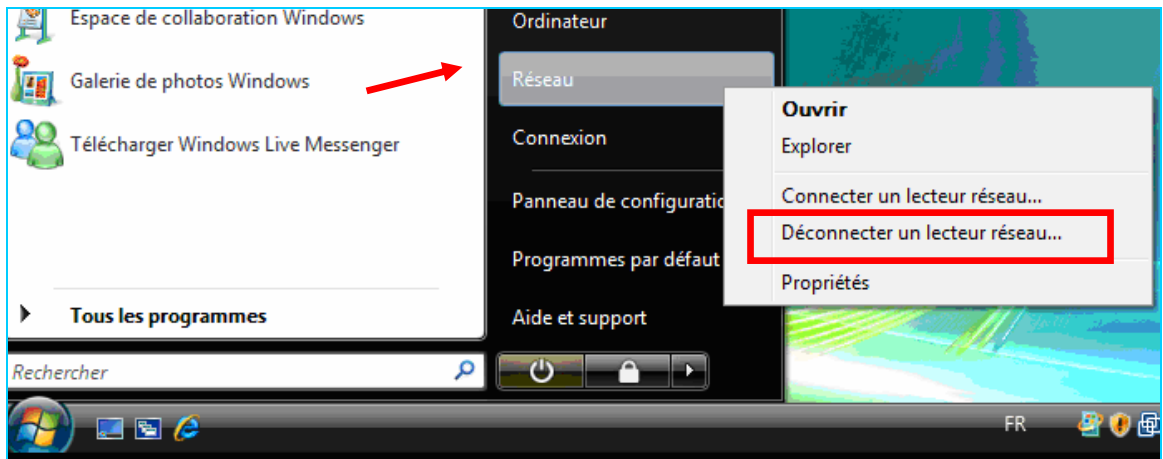 Espace de collaboration Windows
Galerie de photos Windows
Télécharger Windows Live Messenger
Tous les programmes
Rechercher
Ordinateur
Réseau
Connexion
Panneau de configuratio
Programmes par défaut
Aide et support
Ouvrir
Explorer
Connecter un lecteur réseau...
Déconnecter un lecteur réseau...
Propriétés
FR